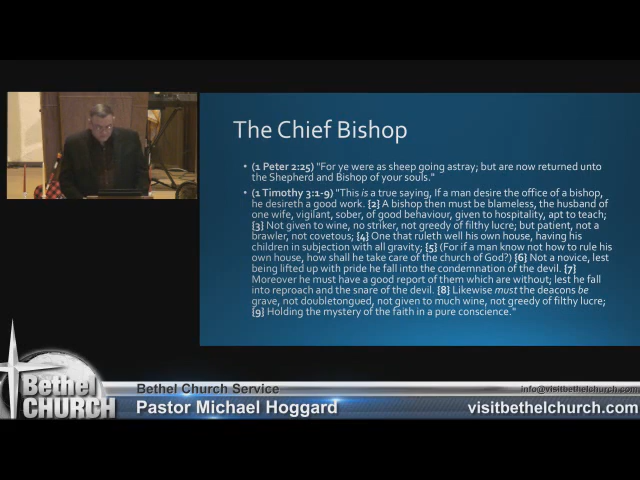 The Chief Bishop
• (1 Peter 2:25) "For ye were as sheep going astray; but are now returned unto
the Shepherd and Bishop of your souls."
• (1 Timothy 3:1-9) "This is a true saying, If a man desire the office of a bishop,
he desireth a good work. {2} A bishop then must be blameless, the husband of
one wife, vigilant, sober, of good behaviour, given to hospitality, apt to teach;
{3} Not given to wine, no striker, not greedy of filthy lucre; but patient, not a
brawler, not covetous; {4} One that ruleth well his own house, having his
children in subjection with all gravity; {5} (For if a man know not how to rule his
own house, how shall he take care of the church of God?) {6} Not a novice, lest
being lifted up with pride he fall into the condemnation of the devil. {7}
Moreover he must have a good report of them which are without; lest he fall
into reproach and the snare of the devil. {8} Likewise must the deacons be
grave, not doubletongued, not given to much wine, not greedy of filthy lucre;
{9} Holding the mystery of the faith in a pure conscience."
Bethel
CHURCH
Bethel Church Service
info@visitbethelchurch.com
Pastor Michael Hoggard
visitbethelchurch.com